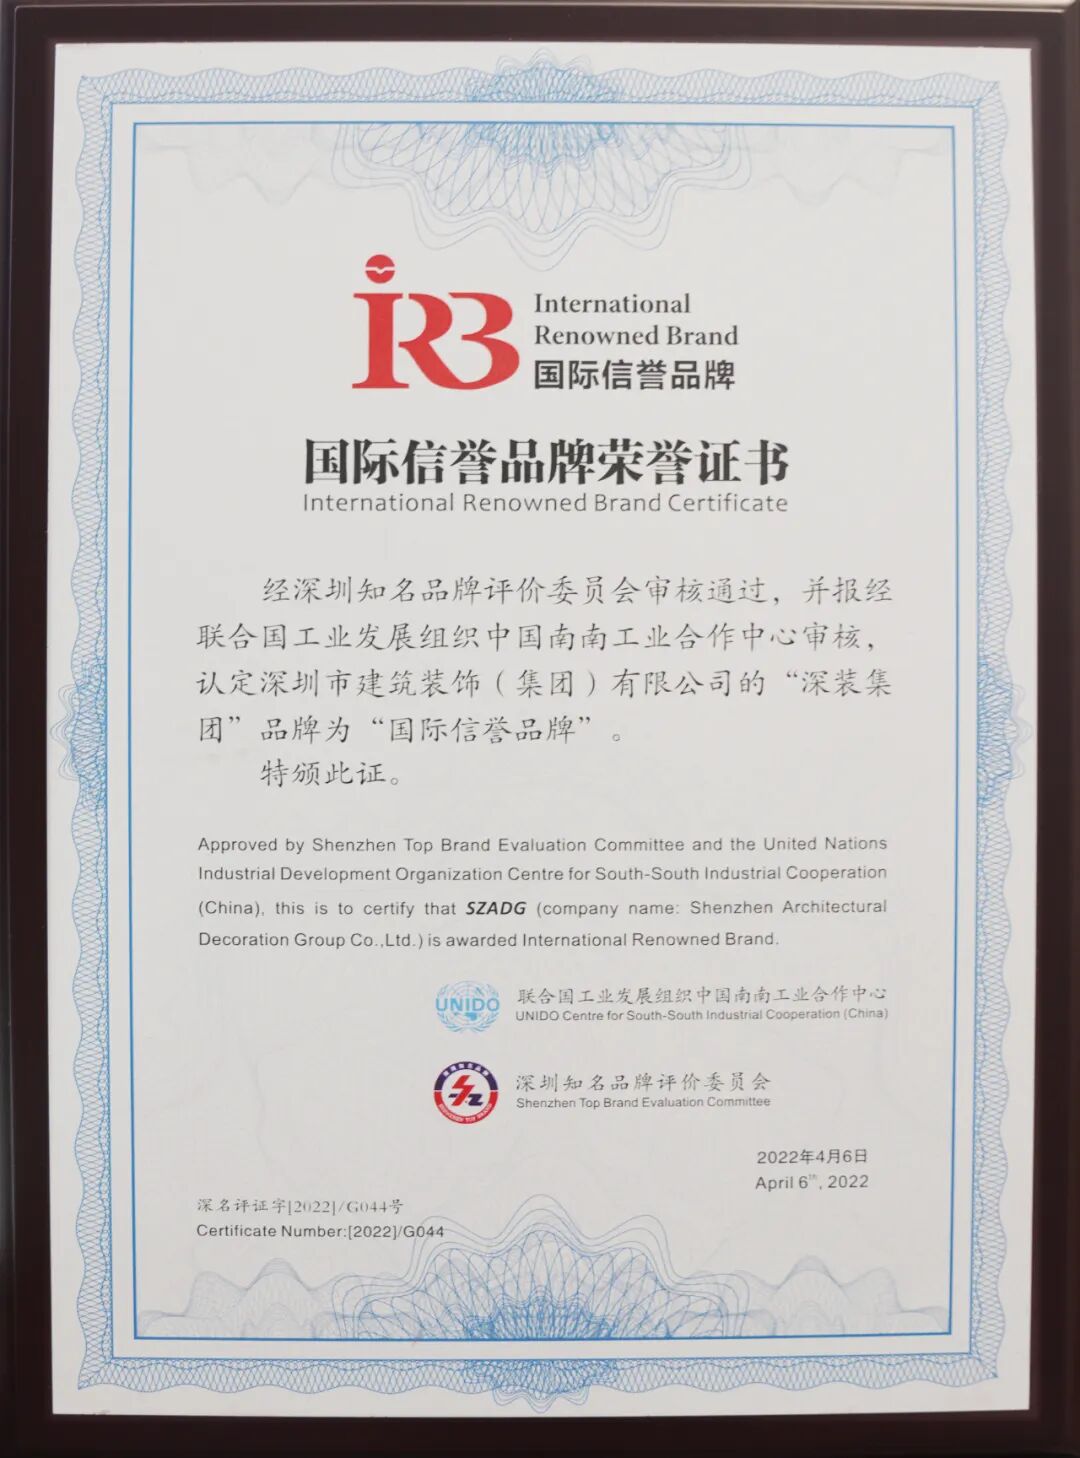 iRB
International
Renowned Brand
国际信誉品牌
国际信誉品牌荣誉证书
International Renowned Brand Certificate
经深圳知名品牌评价委员会审核通过，并报经
联合国工业发展组织中国南南工业合作中心审核，
认定深圳市建筑装饰（集团）有限公司的“深装集
团”品牌为“国际信誉品牌”。
特颁此证。
Approved by Shenzhen Top Brand Evaluation Committee and the United Nations
Industrial Development Organization Centre for South-South Industrial Cooperation
(China), this is to certify that SZADG (company name: Shenzhen Architectural
Decoration Group Co.,Ltd.) is awarded International Renowned Brand.
UNIDO
联合国工业发展组织中国南南工业合作中心
UNIDO Centre for South-South Industrial Cooperation (China)
深圳知名品牌
SHENZHEN TOP BRAND
深圳知名品牌评价委员会
Shenzhen Top Brand Evaluation Committee
2022年4月6日
April 6th, 2022
深名评证字[2022]/G044号
Certificate Number:[2022]/G044